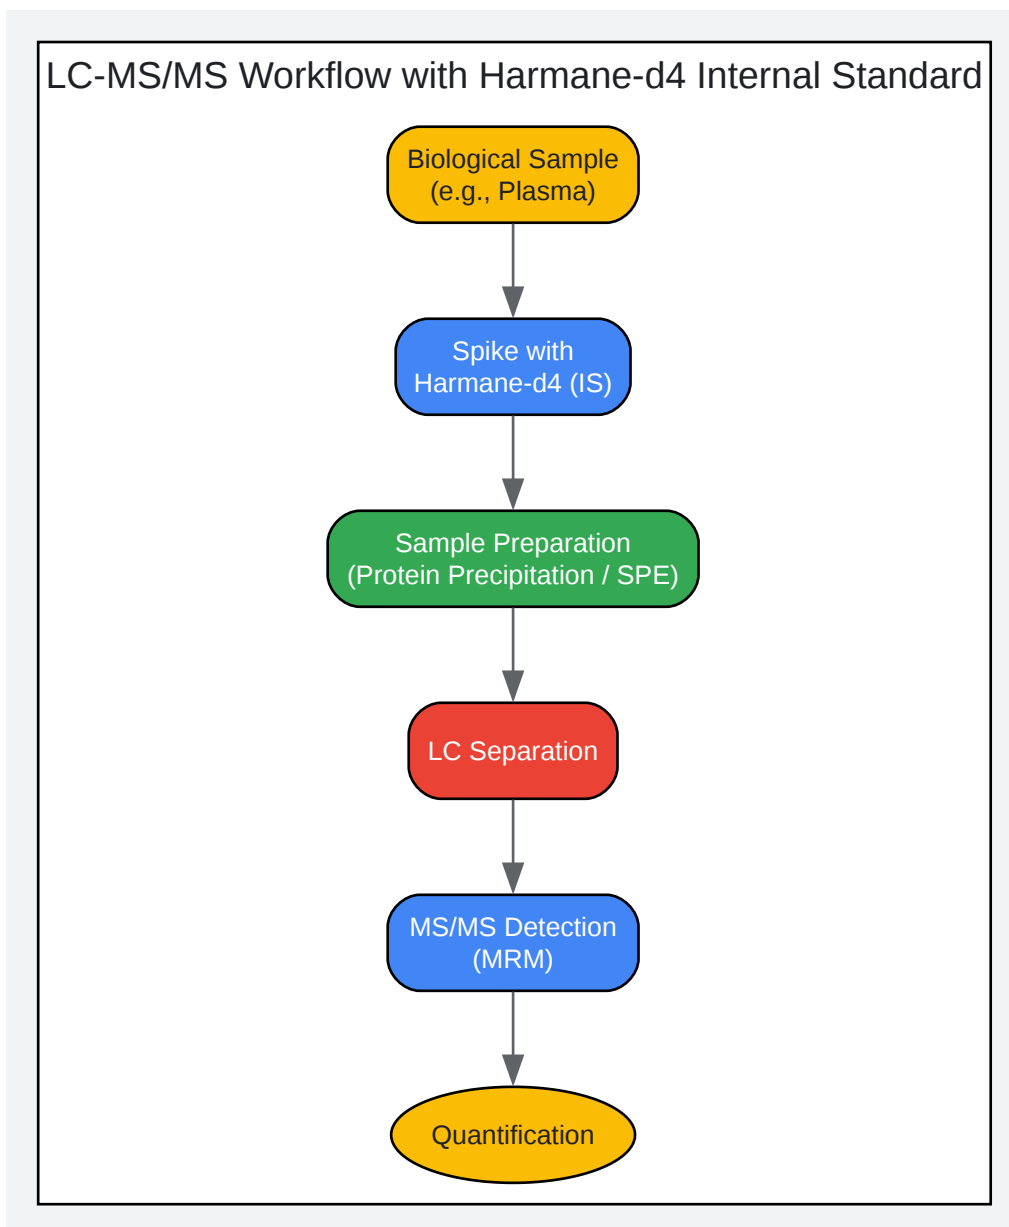 LC-MS/MS Workflow with Harmane-d4 Internal Standard
Biological Sample
(e.g., Plasma)
Spike with
Harmane-d4 (IS)
Sample Preparation
(Protein Precipitation / SPE)
LC Separation
MS/MS Detection
(MRM)
Quantification